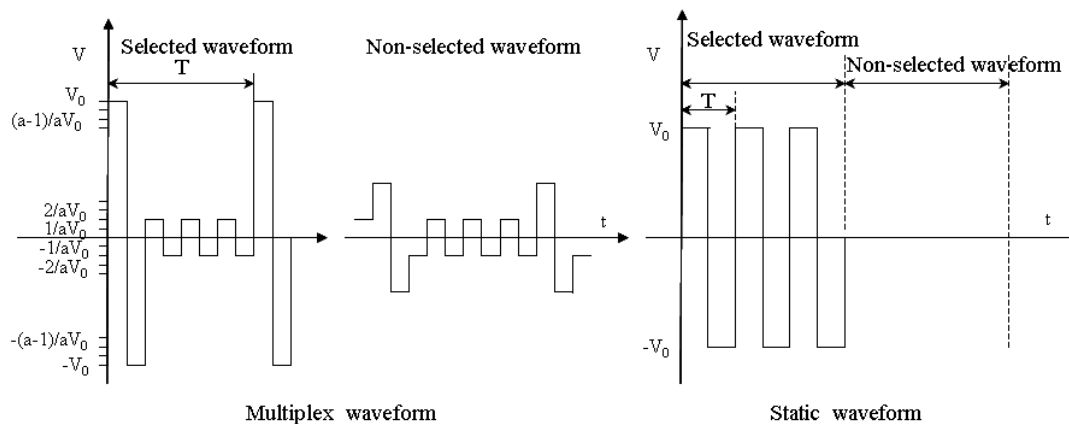 V
Selected waveform
T
V₀
(a-1)/aV₀
2/aV₀
1/aV₀
-1/aV₀
-2/aV₀
-(a-1)/aV₀
-V₀
Non-selected waveform
t
Multiplex waveform
V
Selected waveform
Non-selected waveform
T
V₀
t
-V₀
Static waveform